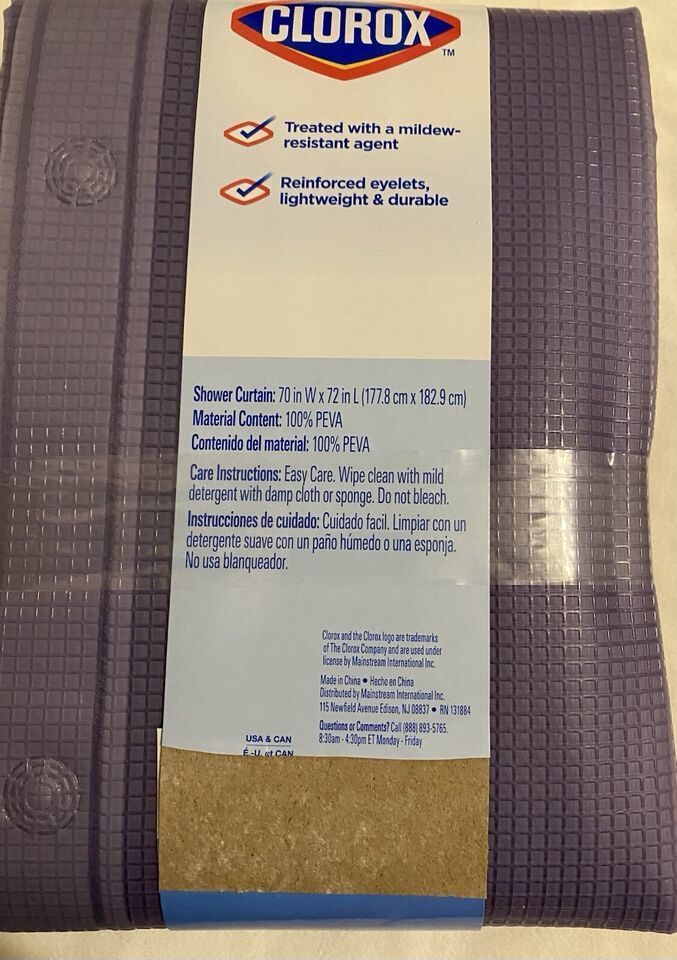 CLOROX
TM
Treated with a mildew-
resistant agent
Reinforced eyelets,
lightweight & durable
Shower Curtain: 70 in W x 72 in L (177.8 cm x 182.9 cm)
Material Content: 100% PEVA
Contenido del material: 100% PEVA
Care Instructions: Easy Care. Wipe clean with mild
detergent with damp cloth or sponge. Do not bleach.
Instrucciones de cuidado: Cuidado facil. Limpiar con un
detergente suave con un paño húmedo o una esponja.
No usa blanqueador.
Clorox and the Clorox logo are trademarks
of The Clorox Company and are used under
license by Mainstream International Inc.
Made in China • Hecho en China
Distributed by Mainstream International Inc.
115 Newfield Avenue Edison, NJ 08837 • RN 131884
Questions or Comments? Call (888) 893-5765.
8:30am - 4:30pm ET Monday - Friday
USA & CAN
É.-U. et CAN